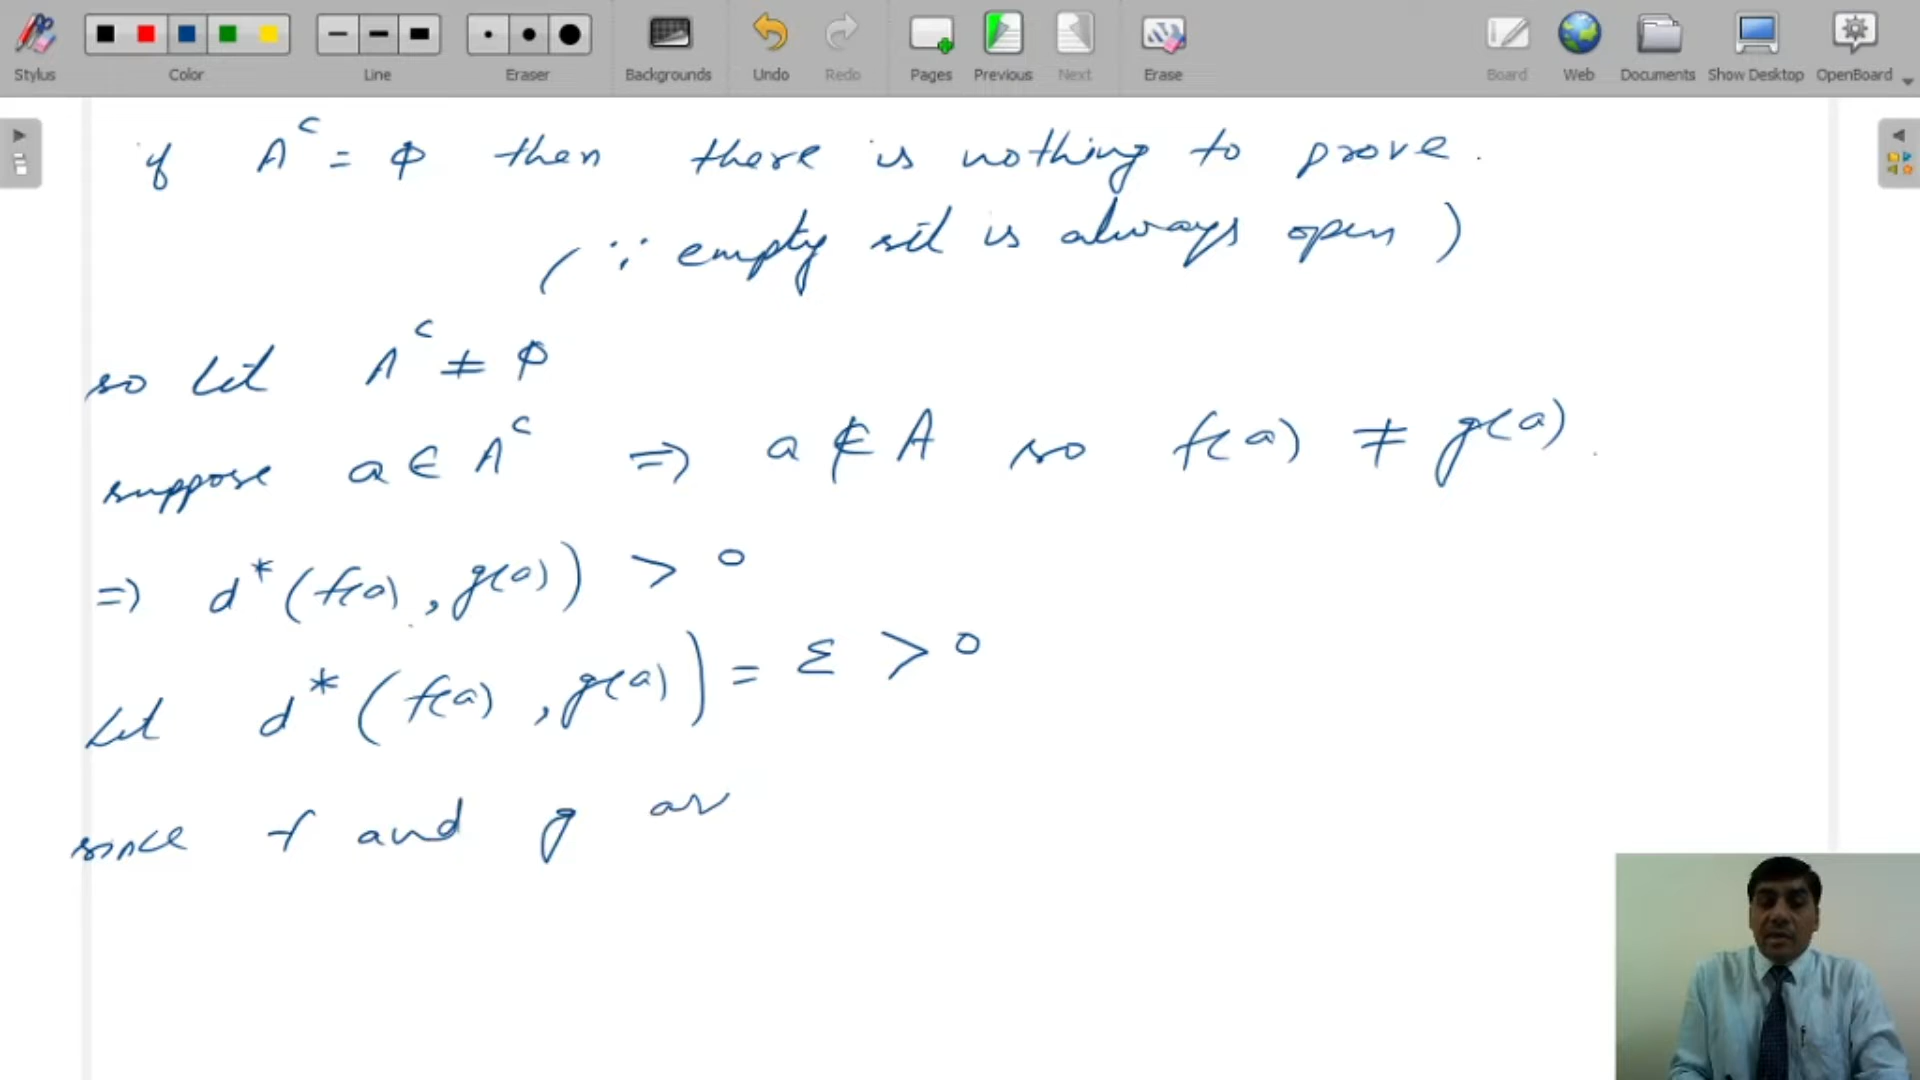 Stylus
Color
Line
Eraser
Backgrounds
Undo
Redo
Pages
Previous
Next
Erase
Board
Web
Documents
Show Desktop
OpenBoard
if A^c = φ then there is nothing to prove.
(∵ empty set is always open)
so let A^c ≠ φ
suppose a ∈ A^c ⇒ a ∉ A so f(a) ≠ g(a).
⇒ d*(f(a), g(a)) > 0
Let d*(f(a), g(a)) = ε > 0
since f and g ar